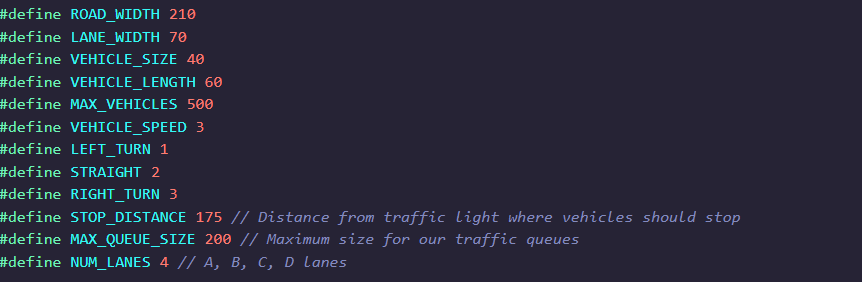 #define ROAD_WIDTH 210
#define LANE_WIDTH 70
#define VEHICLE_SIZE 40
#define VEHICLE_LENGTH 60
#define MAX_VEHICLES 500
#define VEHICLE_SPEED 3
#define LEFT_TURN 1
#define STRAIGHT 2
#define RIGHT_TURN 3
#define STOP_DISTANCE 175 // Distance from traffic light where vehicles should stop
#define MAX_QUEUE_SIZE 200 // Maximum size for our traffic queues
#define NUM_LANES 4 // A, B, C, D lanes